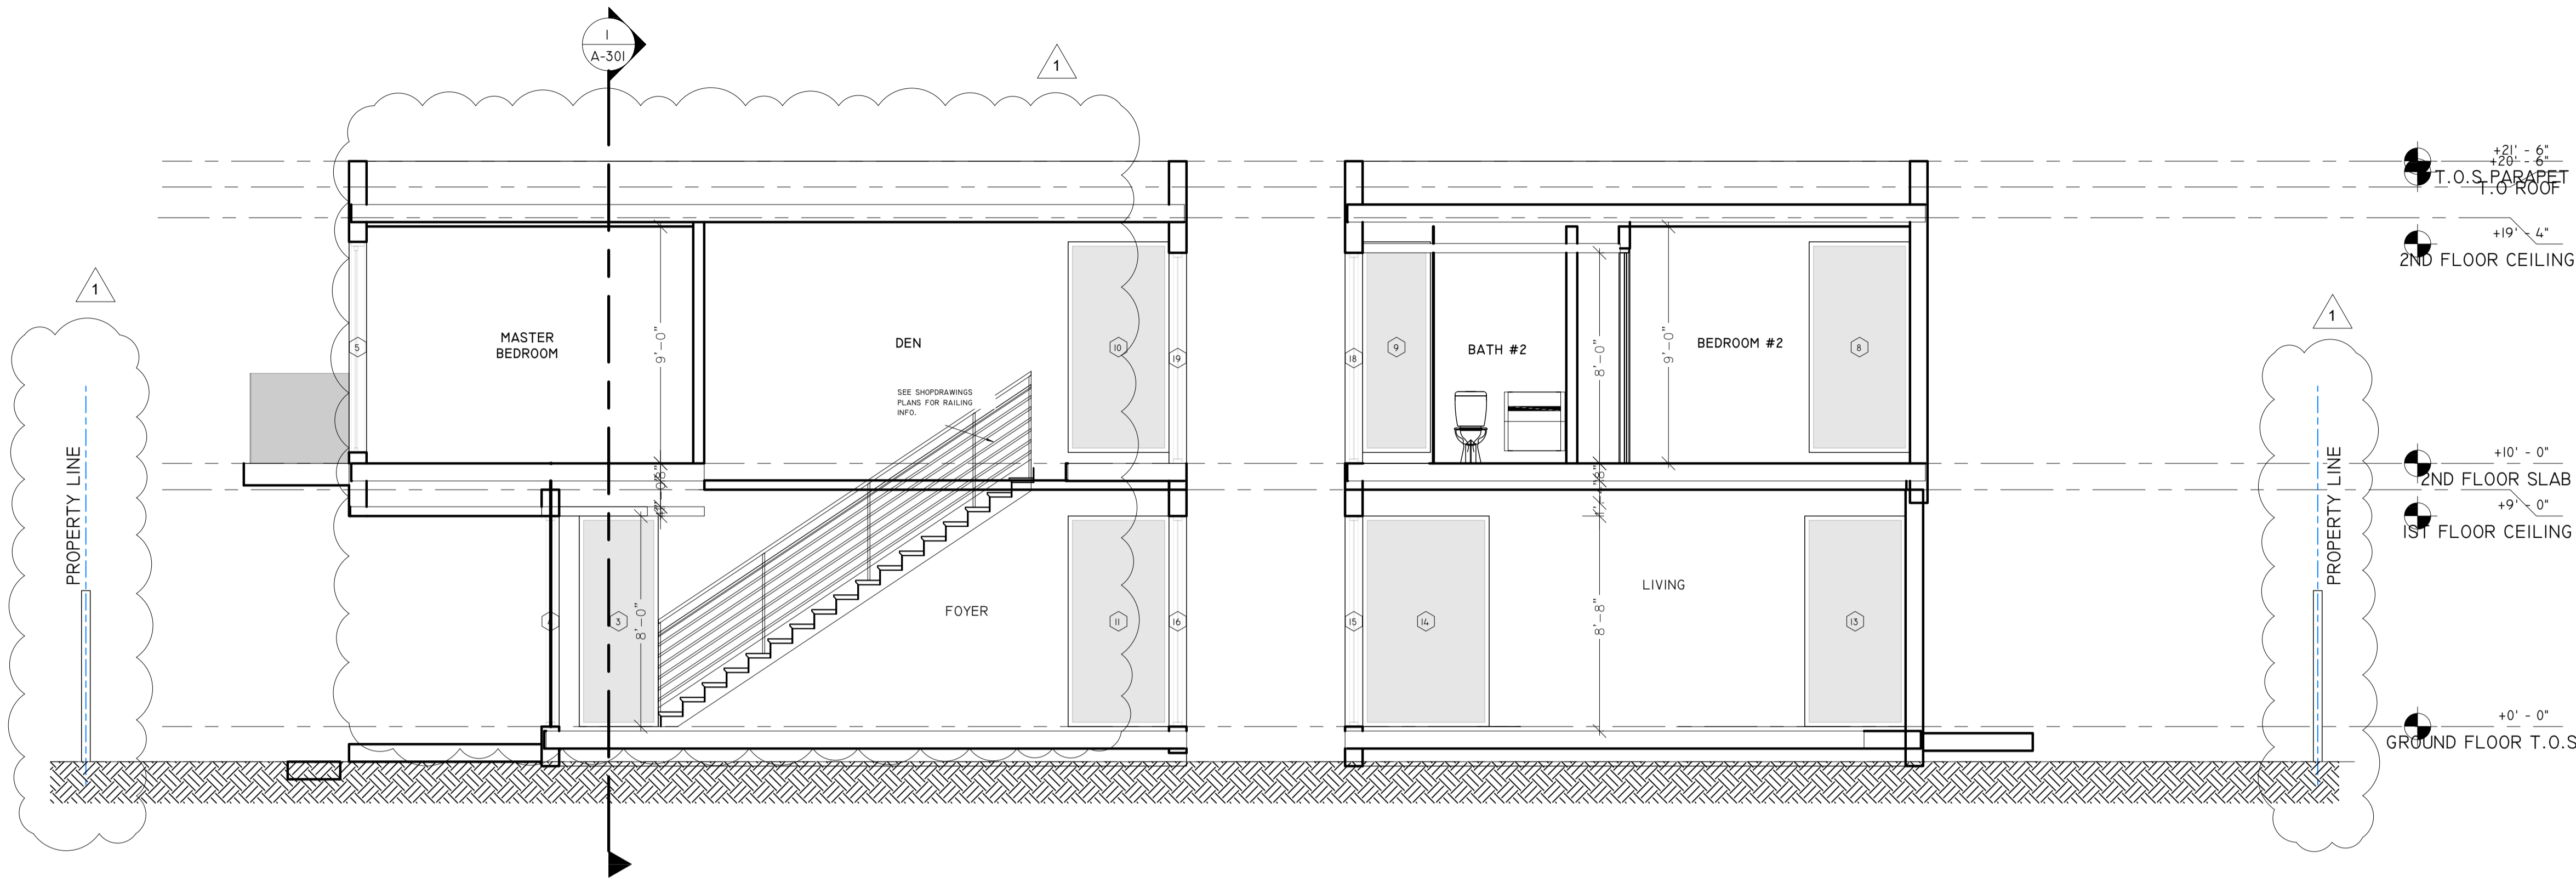 1
A-301
1
+21' - 6"
+20' - 6"
T.O.S PARAPET
T.O ROOF
+19' - 4"
2ND FLOOR CEILING
1
1
MASTER
BEDROOM
DEN
5
9'-0"
10
19
18
9
BATH #2
8'-0"
9'-0"
BEDROOM #2
8
SEE SHOPDRAWINGS
PLANS FOR RAILING
INFO.
PROPERTY LINE
PROPERTY LINE
+10' - 0"
2ND FLOOR SLAB
+9' - 0"
1ST FLOOR CEILING
4
3
8'-0"
FOYER
11
16
15
14
8'-8"
LIVING
13
+0' - 0"
GROUND FLOOR T.O.S